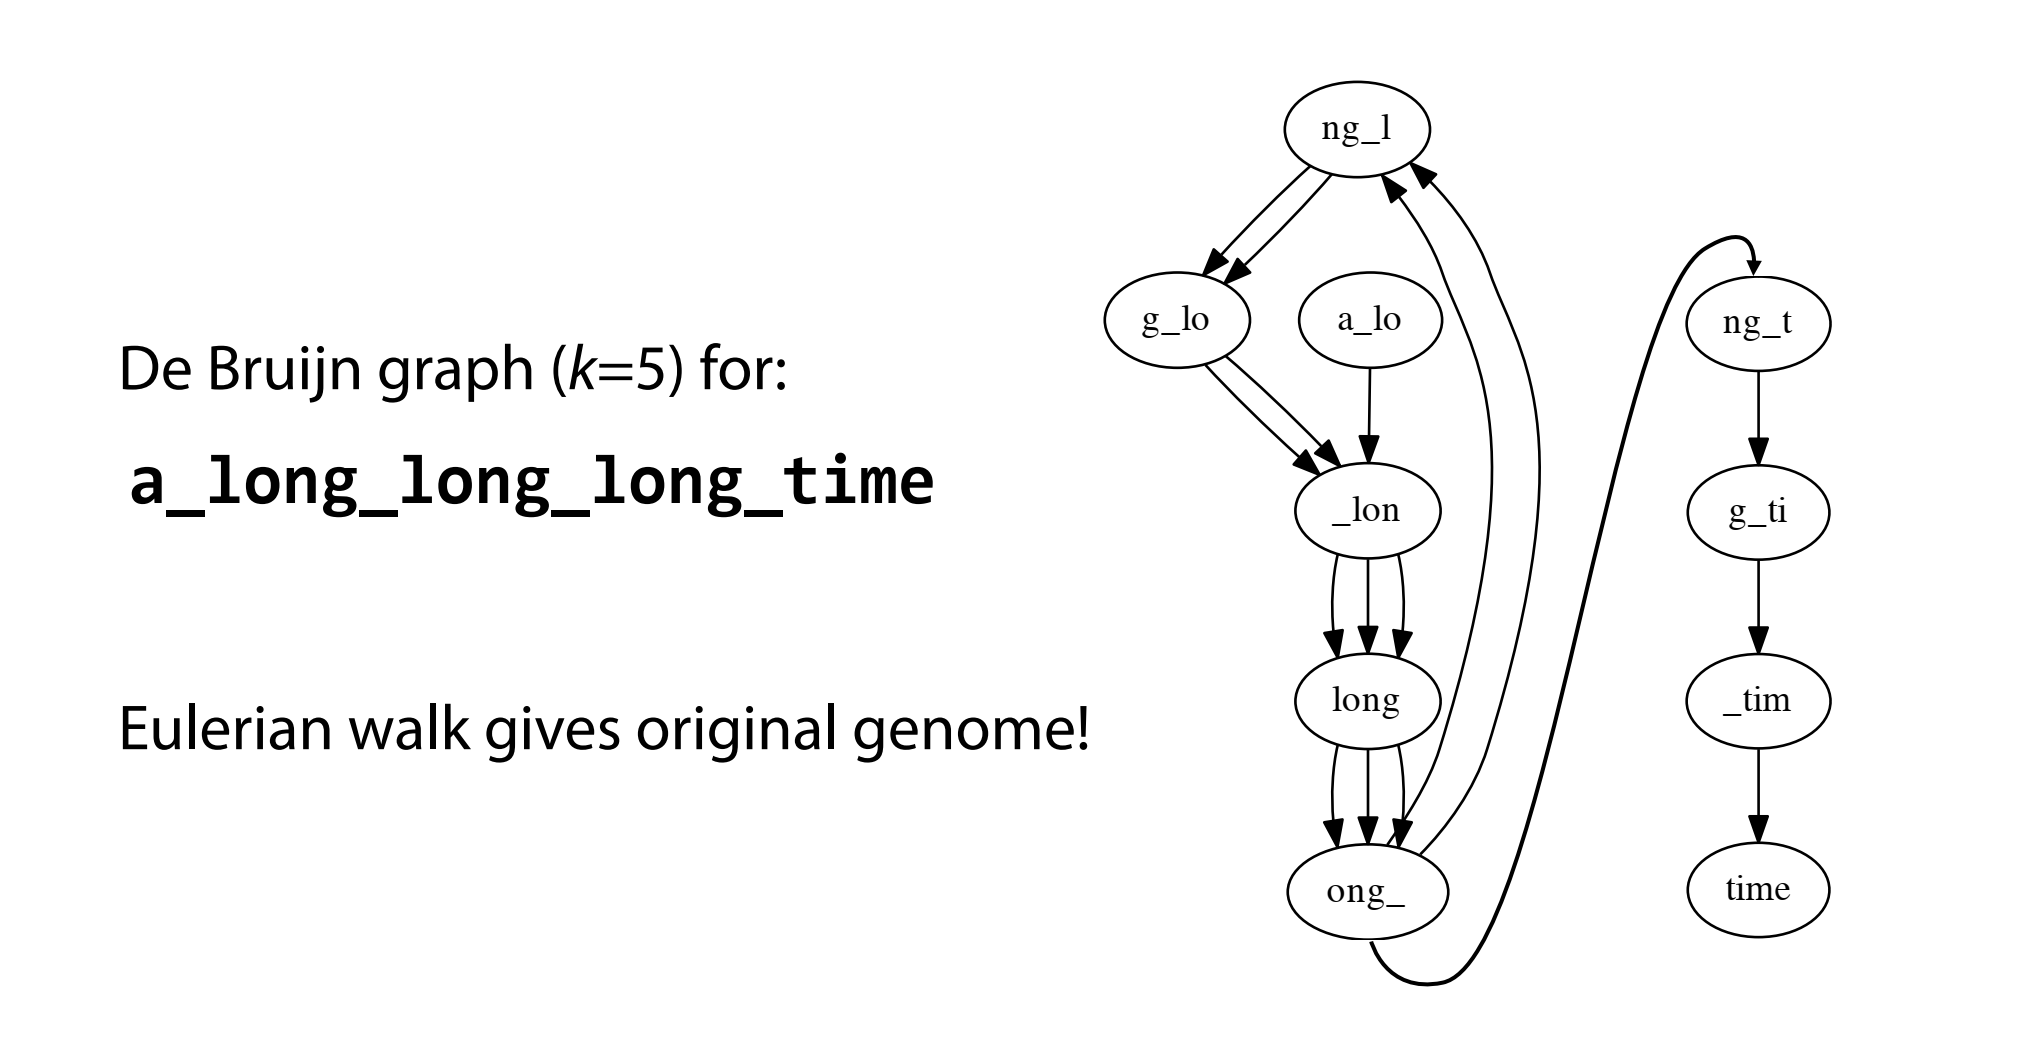 De Bruijn graph (k=5) for:
a_long_long_long_time
Eulerian walk gives original genome!
ng_l
g_lo
a_lo
_lon
long
ong_
ng_t
g_ti
_tim
time